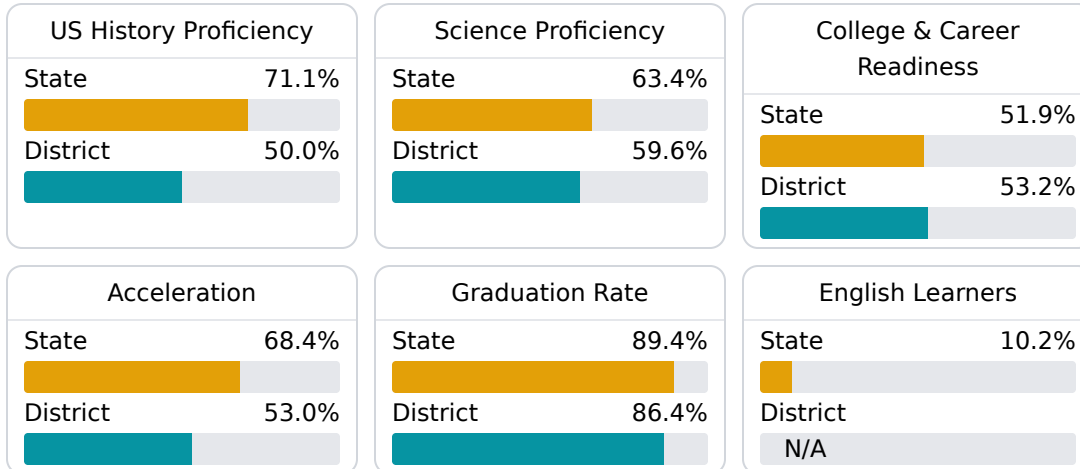 US History Proficiency
State 71.1%
District 50.0%
Science Proficiency
State 63.4%
District 59.6%
College & Career
Readiness
State 51.9%
District 53.2%
Acceleration
State 68.4%
District 53.0%
Graduation Rate
State 89.4%
District 86.4%
English Learners
State 10.2%
District
N/A